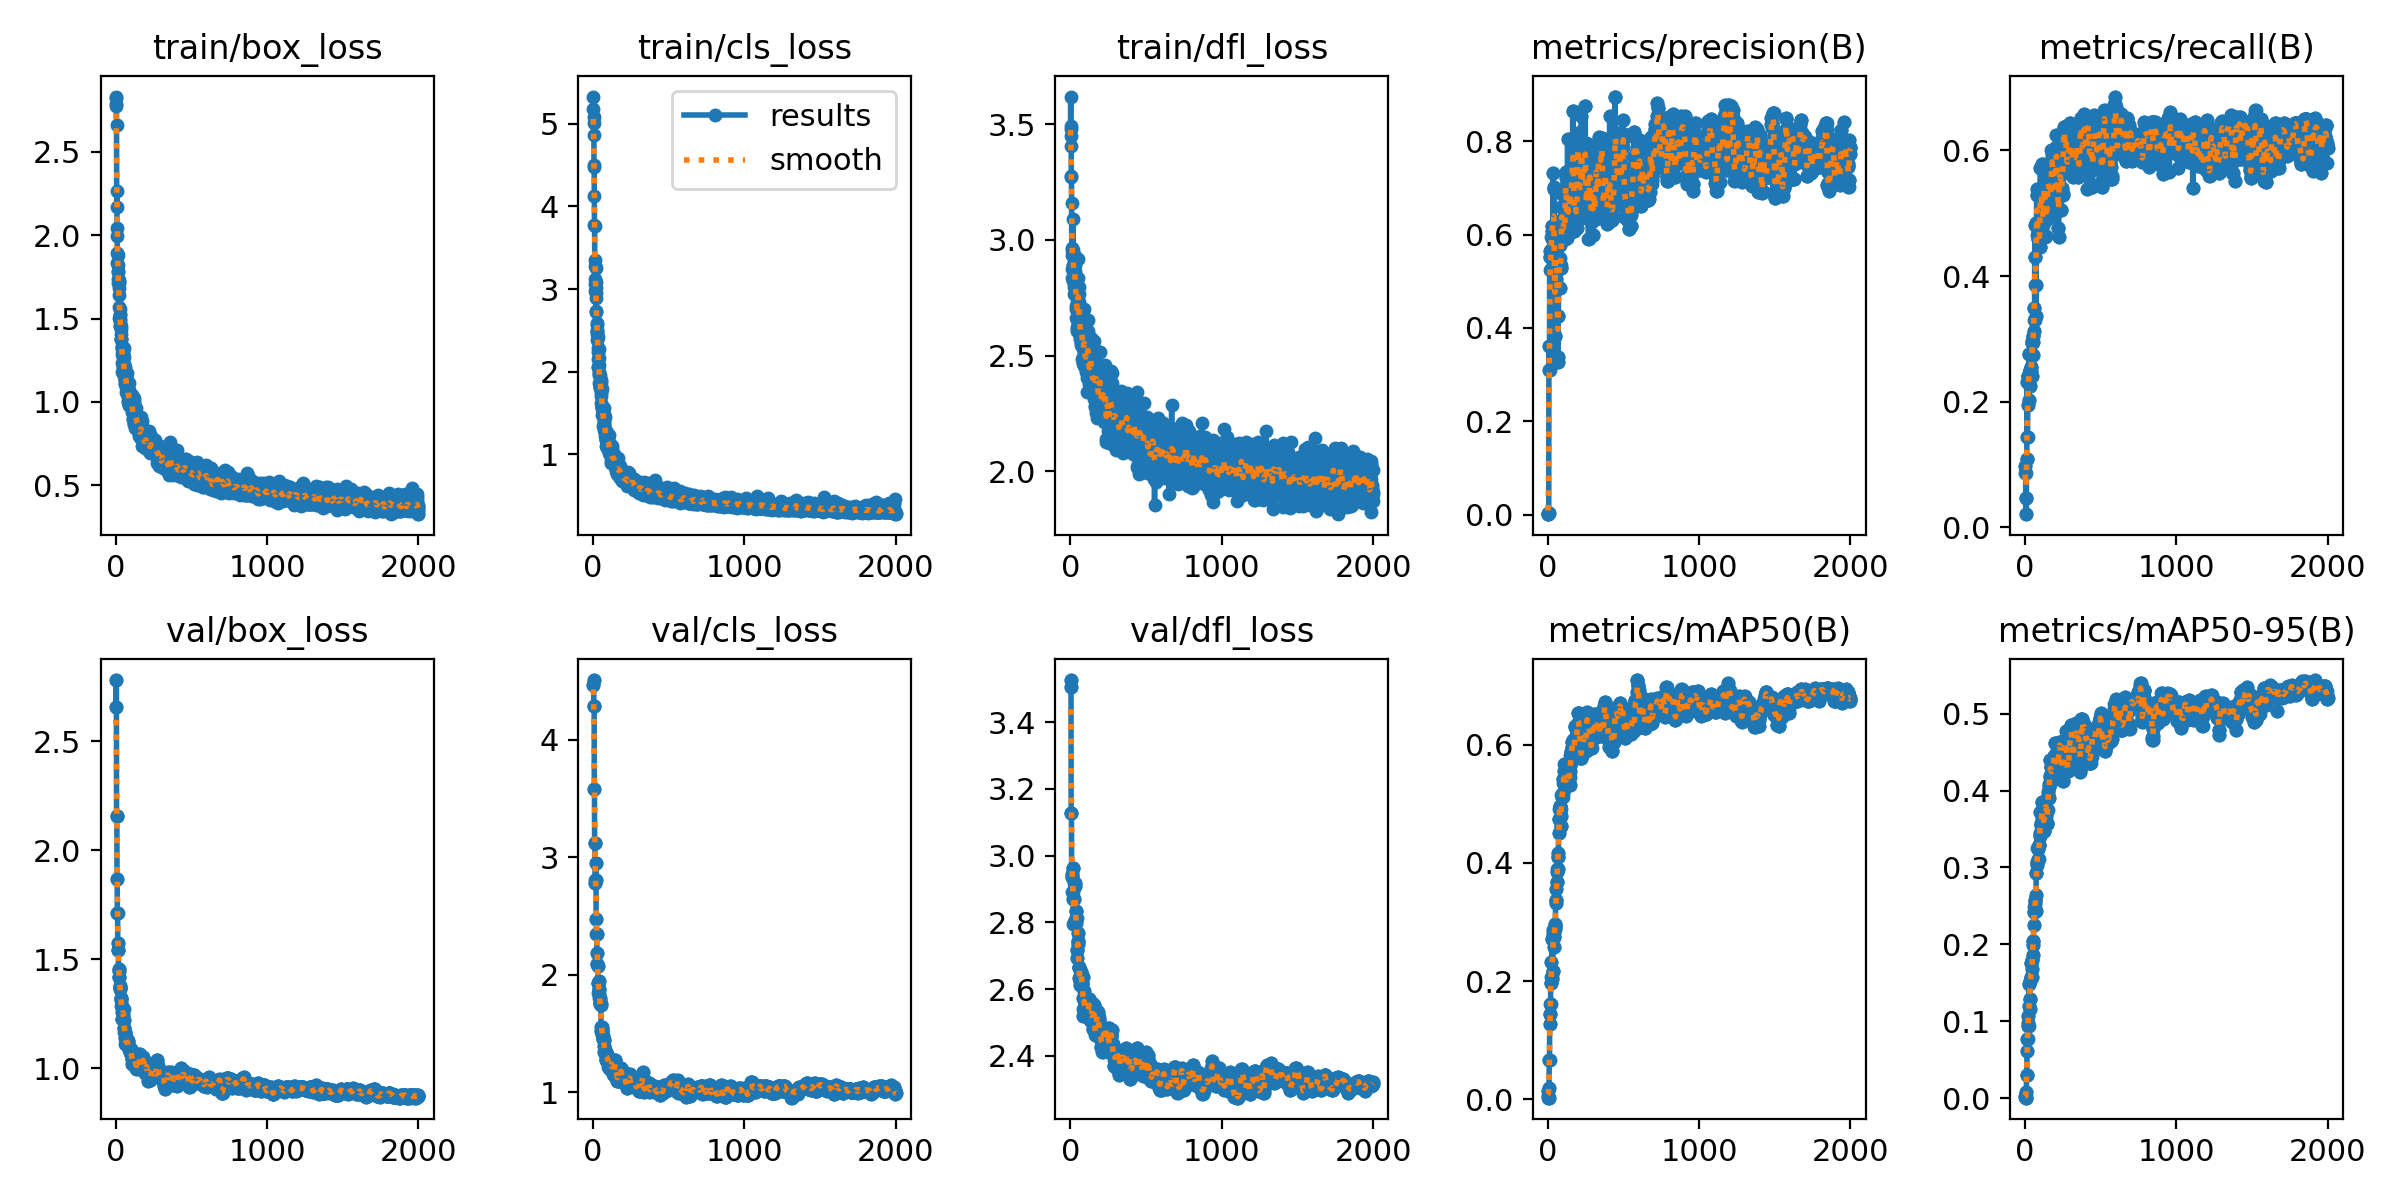 train/box_loss
2.5
2.0
1.5
1.0
0.5
0 1000 2000
train/cls_loss
results
smooth
5
4
3
2
1
0 1000 2000
train/dfl_loss
3.5
3.0
2.5
2.0
0 1000 2000
metrics/precision(B)
0.8
0.6
0.4
0.2
0.0
0 1000 2000
metrics/recall(B)
0.6
0.4
0.2
0.0
0 1000 2000
val/box_loss
2.5
2.0
1.5
1.0
0 1000 2000
val/cls_loss
4
3
2
1
0 1000 2000
val/dfl_loss
3.4
3.2
3.0
2.8
2.6
2.4
0 1000 2000
metrics/mAP50(B)
0.6
0.4
0.2
0.0
0 1000 2000
metrics/mAP50-95(B)
0.5
0.4
0.3
0.2
0.1
0.0
0 1000 2000